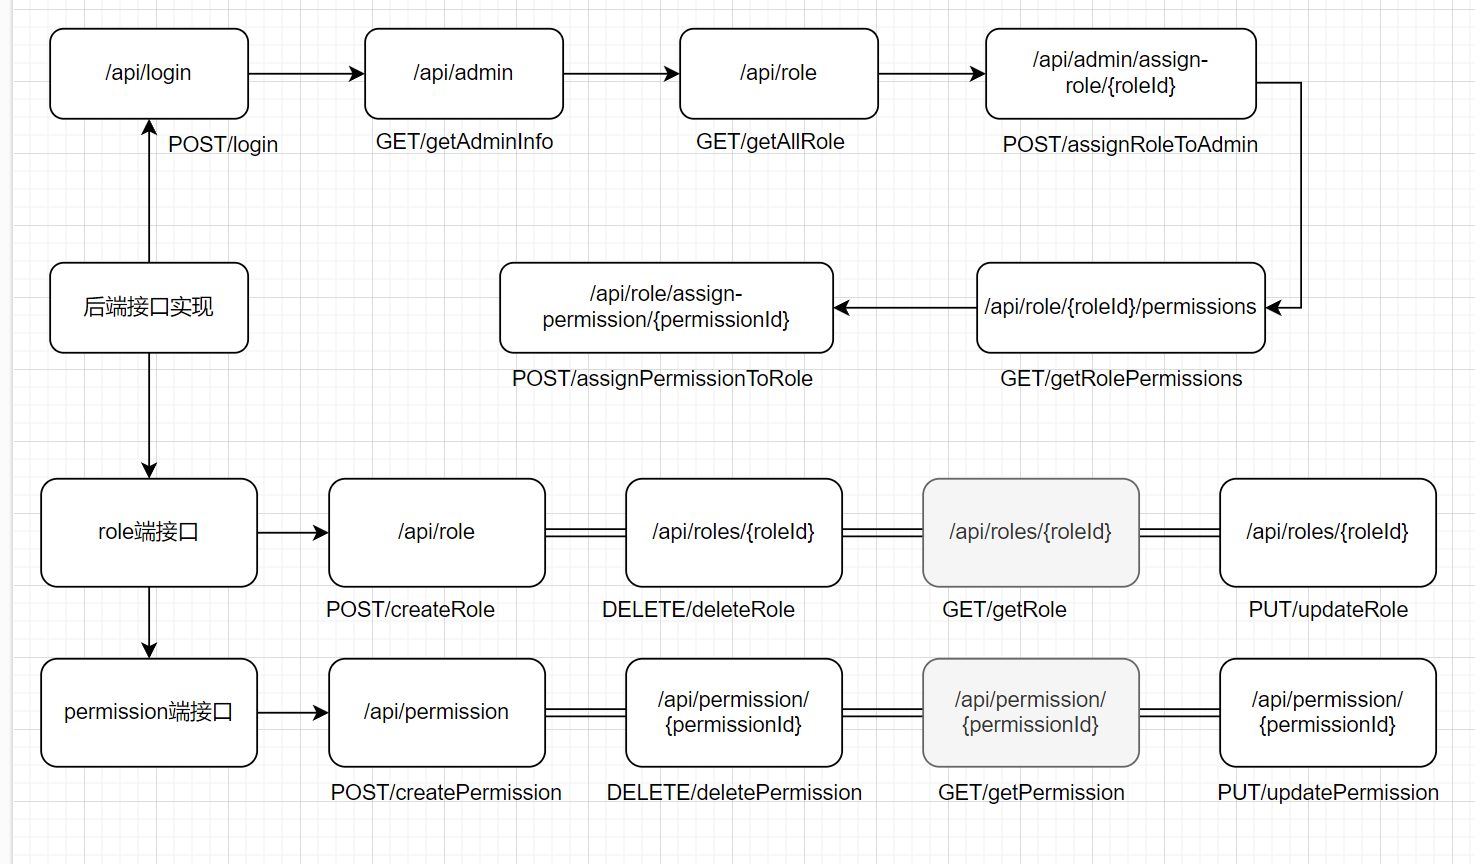 /api/login
/api/admin
/api/role
/api/admin/assign-
role/{roleId}
POST/login
GET/getAdminInfo
GET/getAllRole
POST/assignRoleToAdmin
后端接口实现
/api/role/assign-
permission/{permissionId}
/api/role/{roleId}/permissions
POST/assignPermissionToRole
GET/getRolePermissions
role端接口
/api/role
/api/roles/{roleId}
/api/roles/{roleId}
/api/roles/{roleId}
POST/createRole
DELETE/deleteRole
GET/getRole
PUT/updateRole
permission端接口
/api/permission
/api/permission/
{permissionId}
/api/permission/
{permissionId}
/api/permission/
{permissionId}
POST/createPermission
DELETE/deletePermission
GET/getPermission
PUT/updatePermission